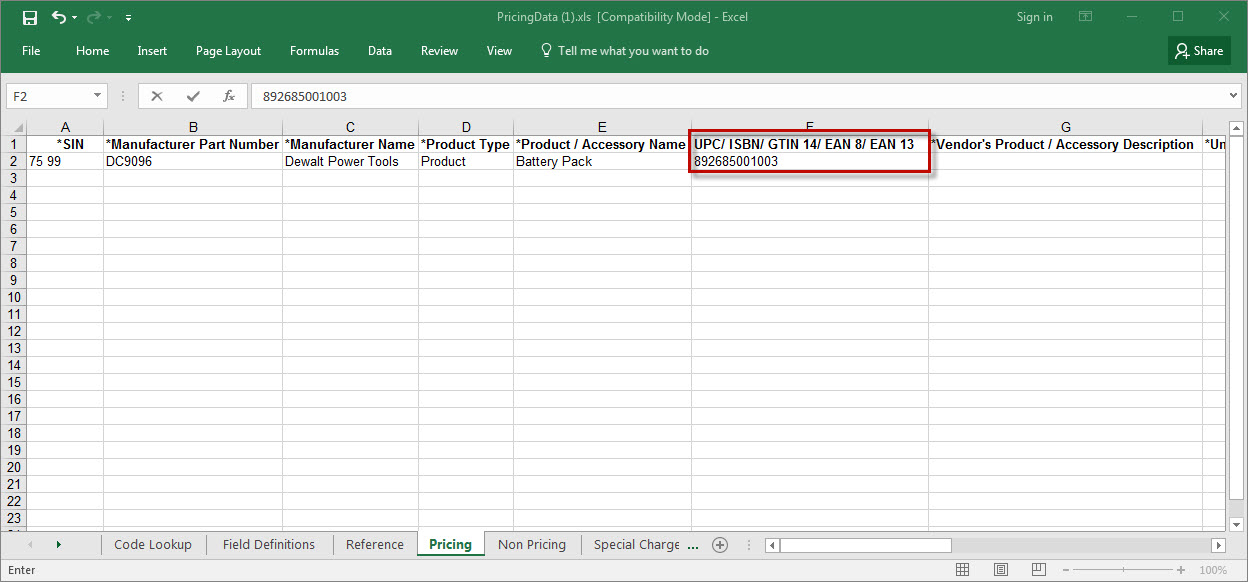 PricingData (1).xls [Compatibility Mode] - Excel
Sign in
File Home Insert Page Layout Formulas Data Review View Tell me what you want to do Share
F2 fx 892685001003
A B C D E F G
1 *SIN *Manufacturer Part Number *Manufacturer Name *Product Type *Product / Accessory Name UPC/ ISBN/ GTIN 14/ EAN 8/ EAN 13 *Vendor's Product / Accessory Description *Un
2 75 99 DC9096 Dewalt Power Tools Product Battery Pack 892685001003
3
4
5
6
7
8
9
10
11
12
13
14
15
16
17
18
19
20
21
22
23
Code Lookup Field Definitions Reference Pricing Non Pricing Special Charge ...
Enter 100%